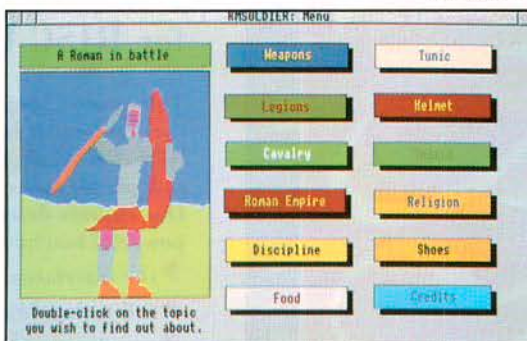 RMSOLDIER: Menu
A Roman in battle
Weapons
Tunic
Legions
Helmet
Cavalry
Roman Empire
Religion
Discipline
Shoes
Food
Credits
Double-click on the topic
you wish to find out about.